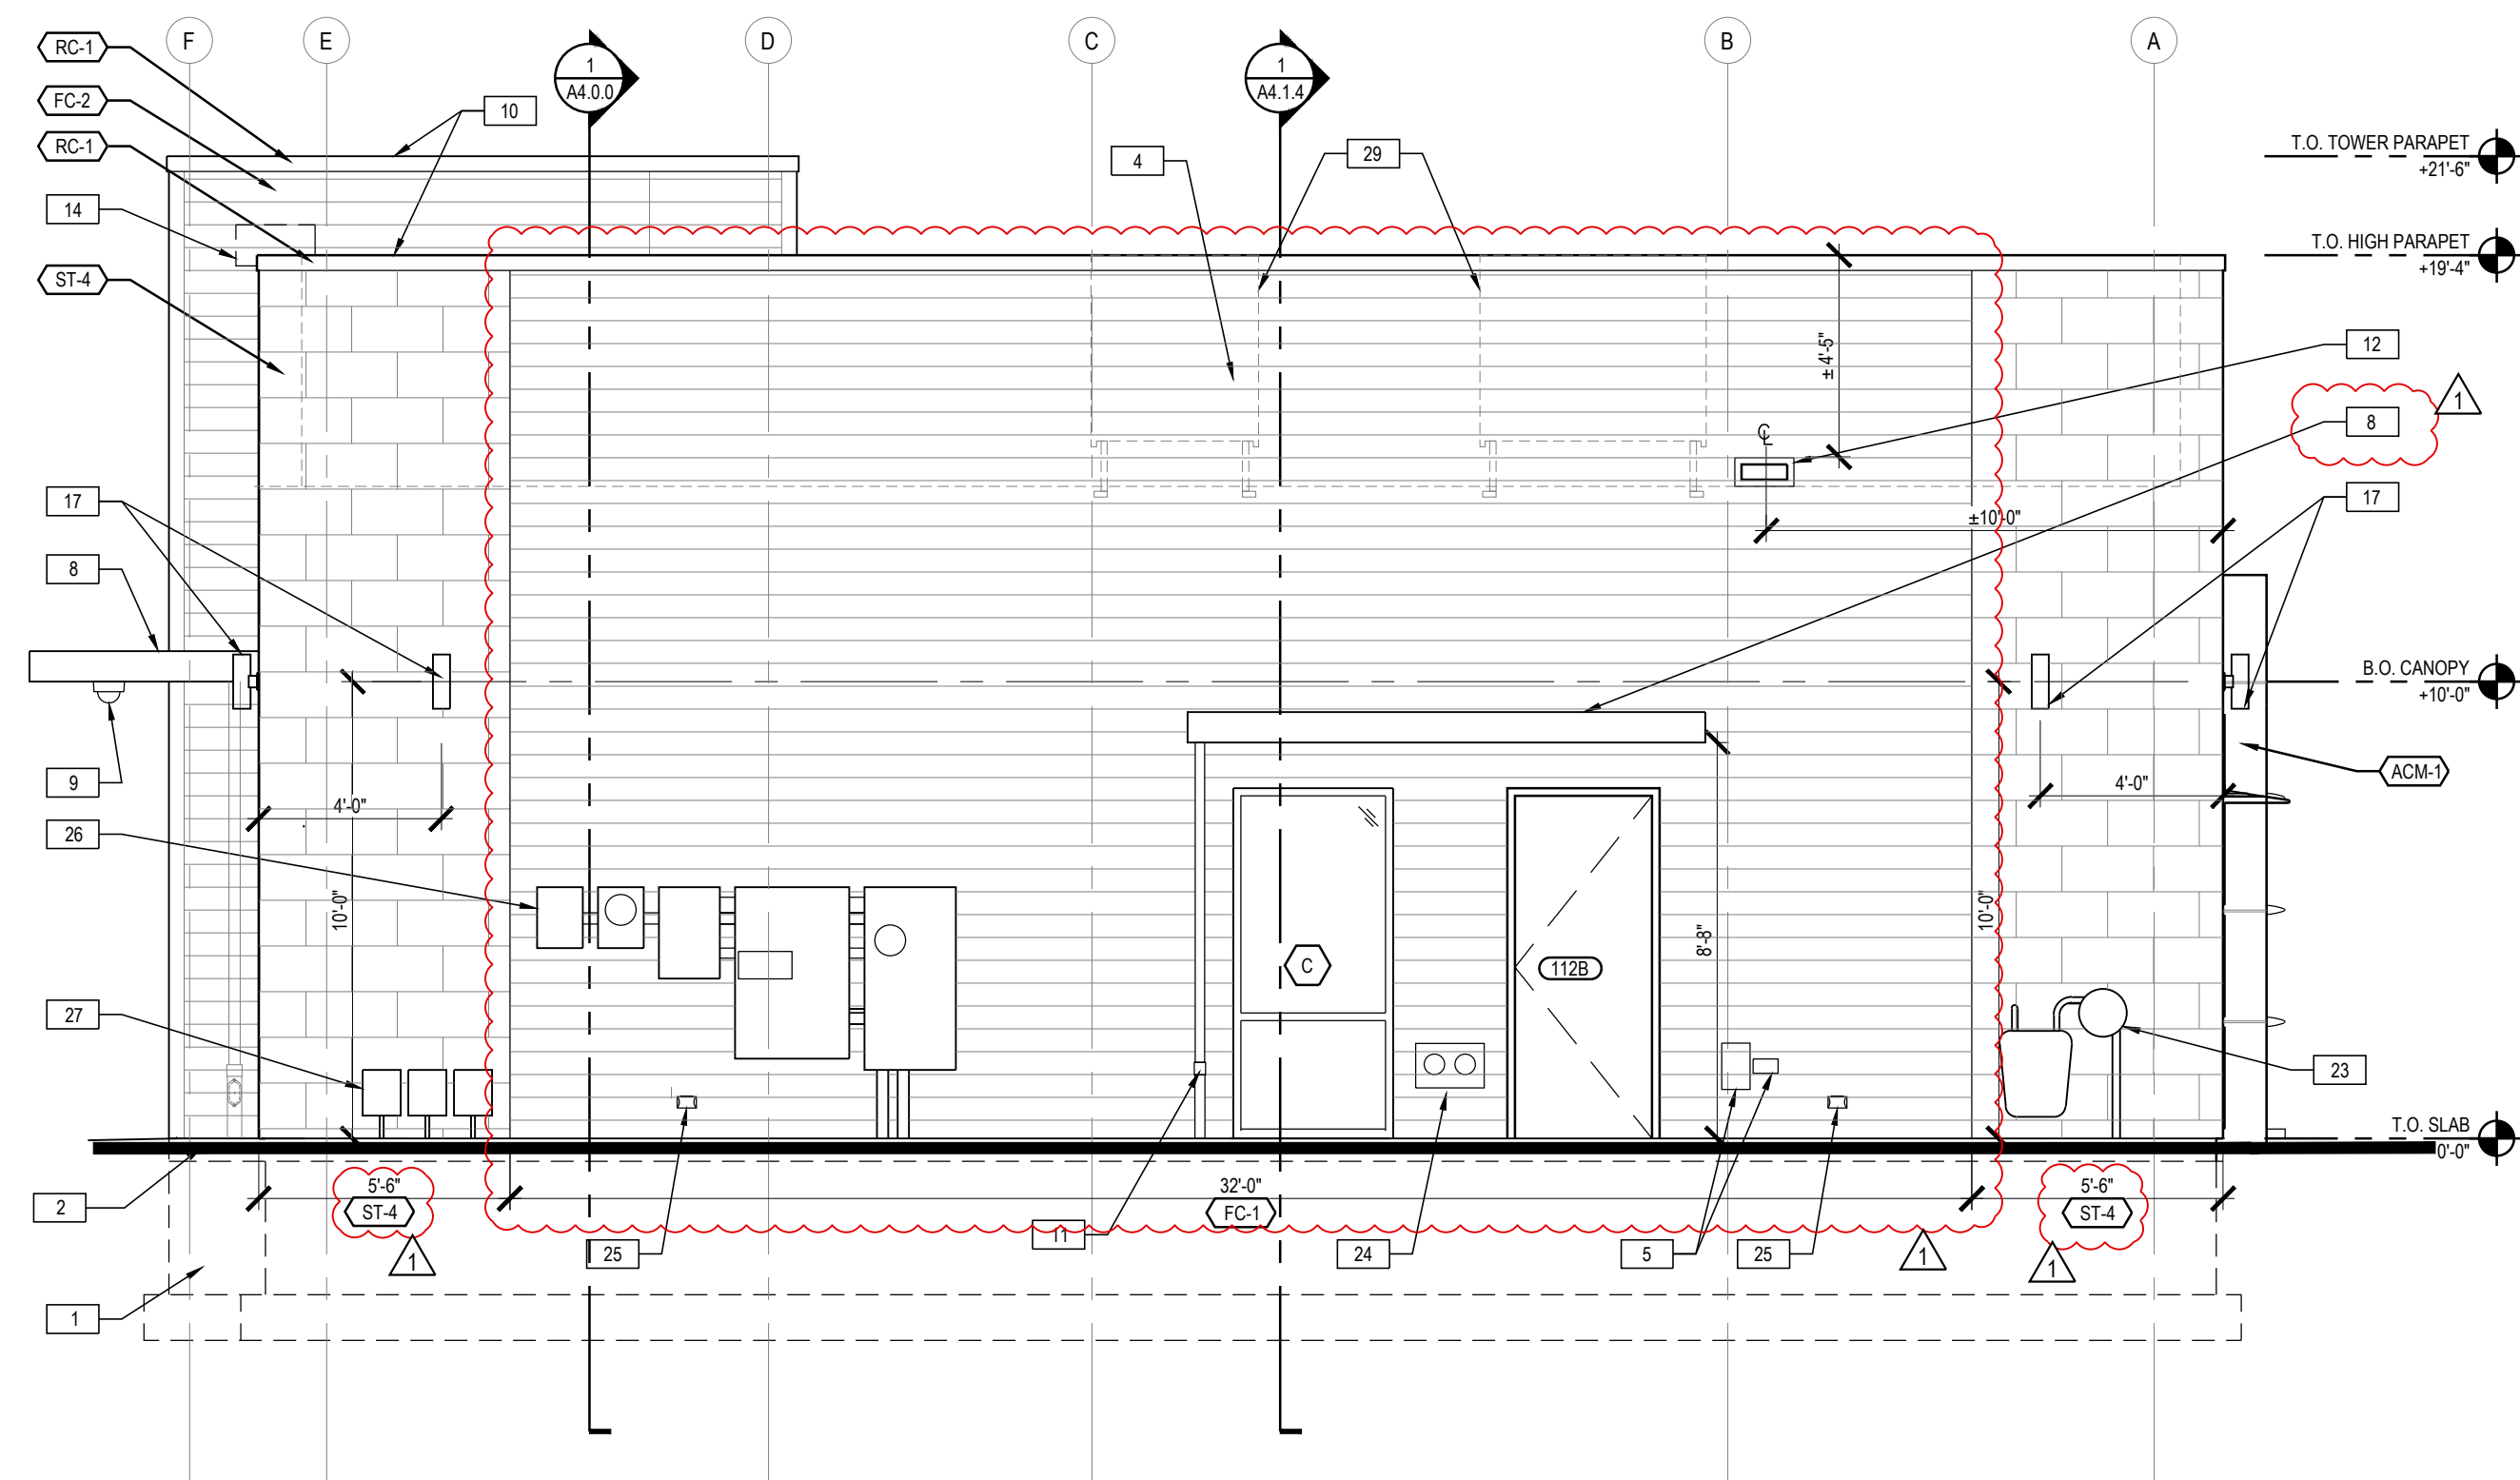 F
E
D
C
B
A
1
A4.0.0
1
A4.1.4
RC-1
FC-2
RC-1
10
14
ST-4
4
29
T.O. TOWER PARAPET
+21'-6"
T.O. HIGH PARAPET
+19'-4"
±4'-5"
12
8
1
℄
±10'-0"
17
17
8
9
B.O. CANOPY
+10'-0"
ACM-1
4'-0"
4'-0"
26
10'-0"
8'-8"
10'-0"
C
112B
27
23
T.O. SLAB
0'-0"
2
5'-6"
ST-4
1
32'-0"
FC-1
5'-6"
ST-4
1
1
25
11
24
5
25
1